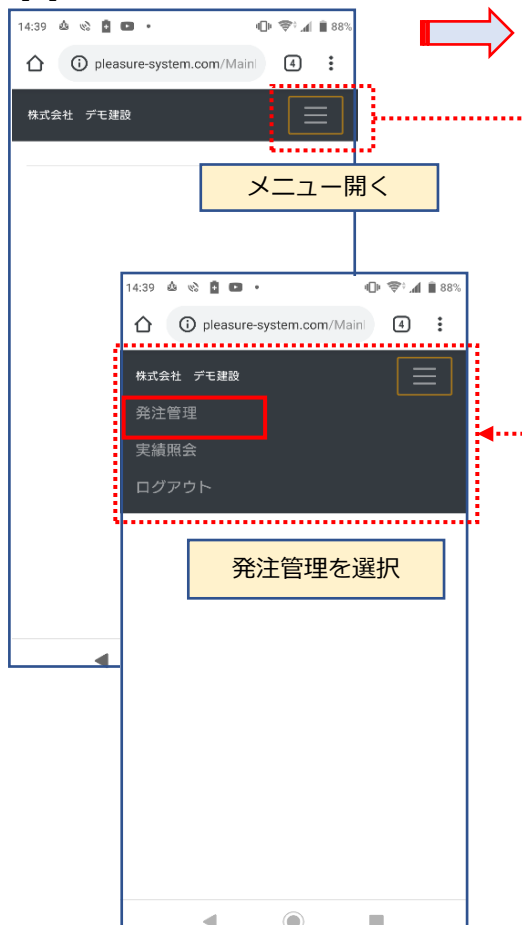 14:39
88%
pleasure-system.com/Main
4
株式会社 デモ建設
メニュー開く
14:39
88%
pleasure-system.com/Main
4
株式会社 デモ建設
発注管理
実績照会
ログアウト
発注管理を選択